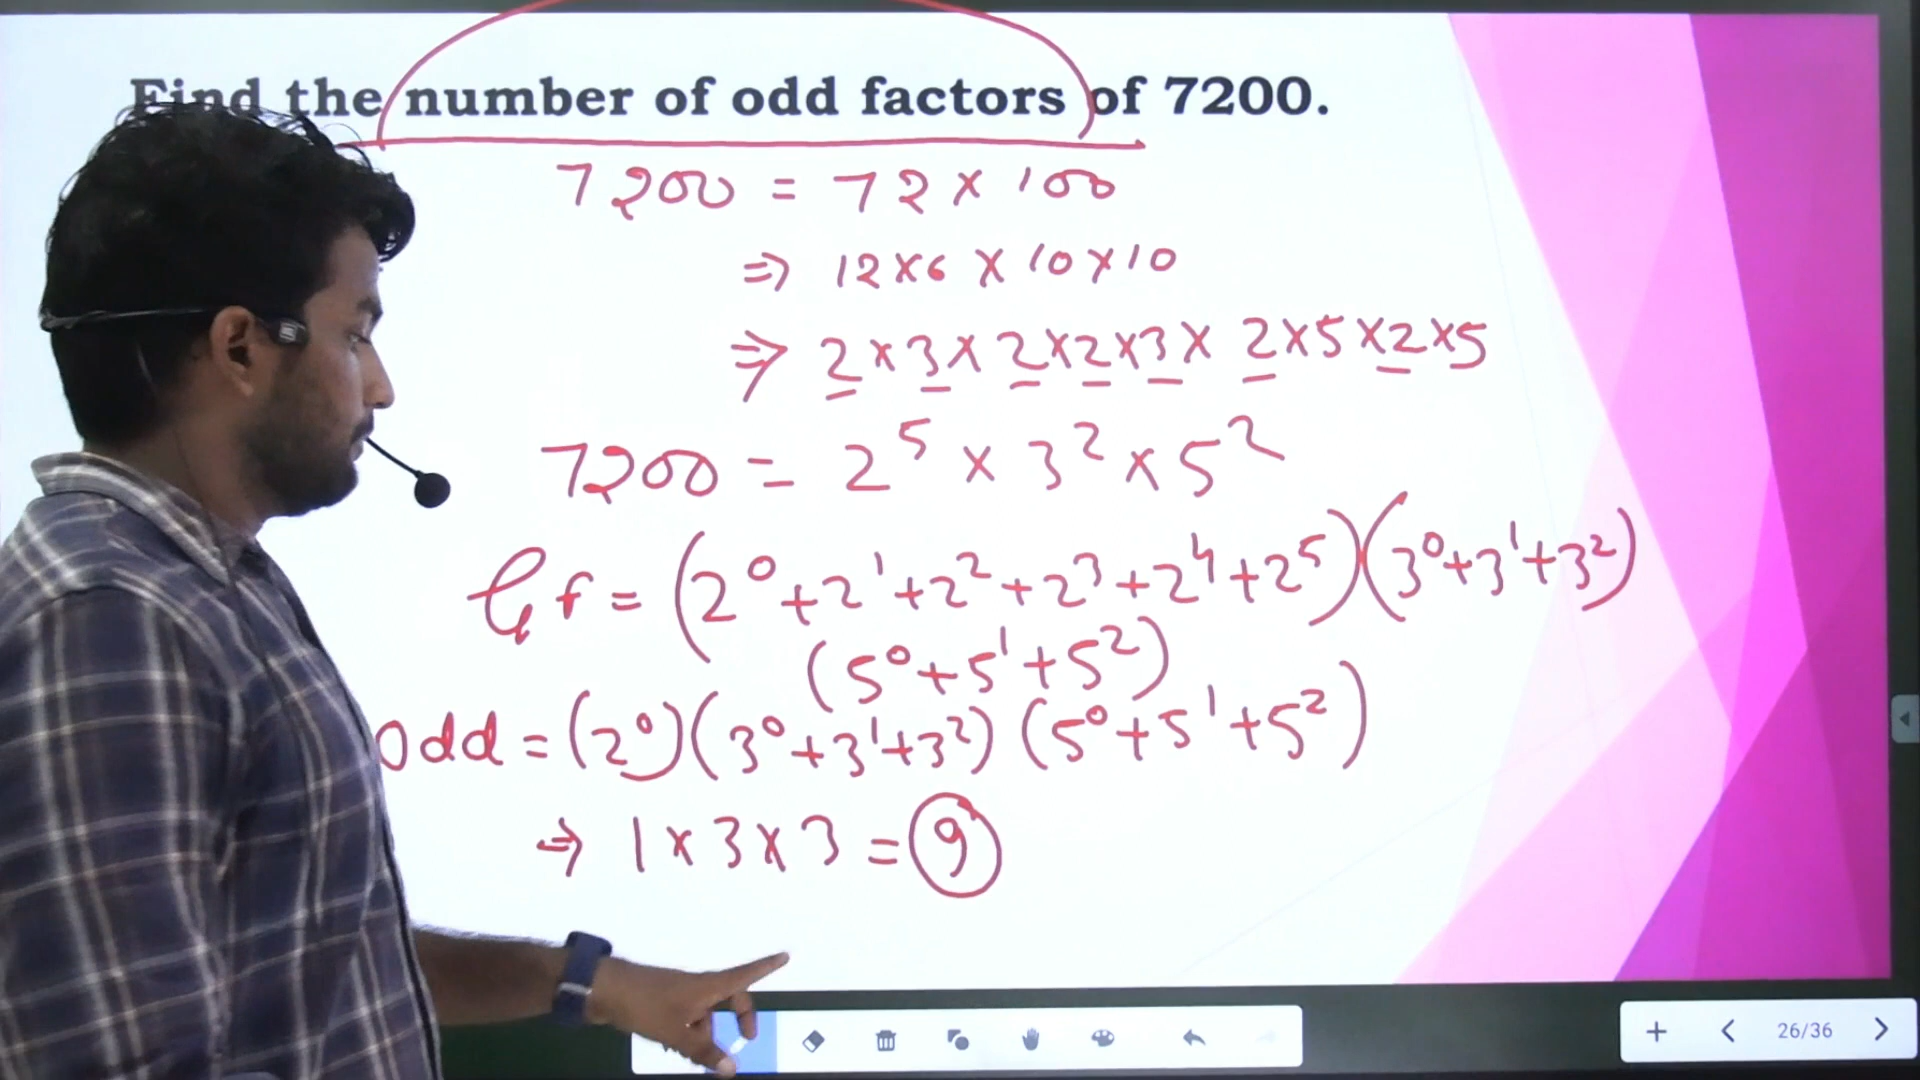 Find the number of odd factors of 7200.
7200 = 72 × 100
⇒ 12×6 × 10×10
⇒ 2×3×2×2×3× 2×5×2×5
7200 = 2⁵ × 3² × 5²
f = (2⁰+2¹+2²+2³+2⁴+2⁵)(3⁰+3¹+3²)
(5⁰+5¹+5²)
Odd = (2⁰)(3⁰+3¹+3²) (5⁰+5¹+5²)
⇒ 1×3×3 = 9
26/36